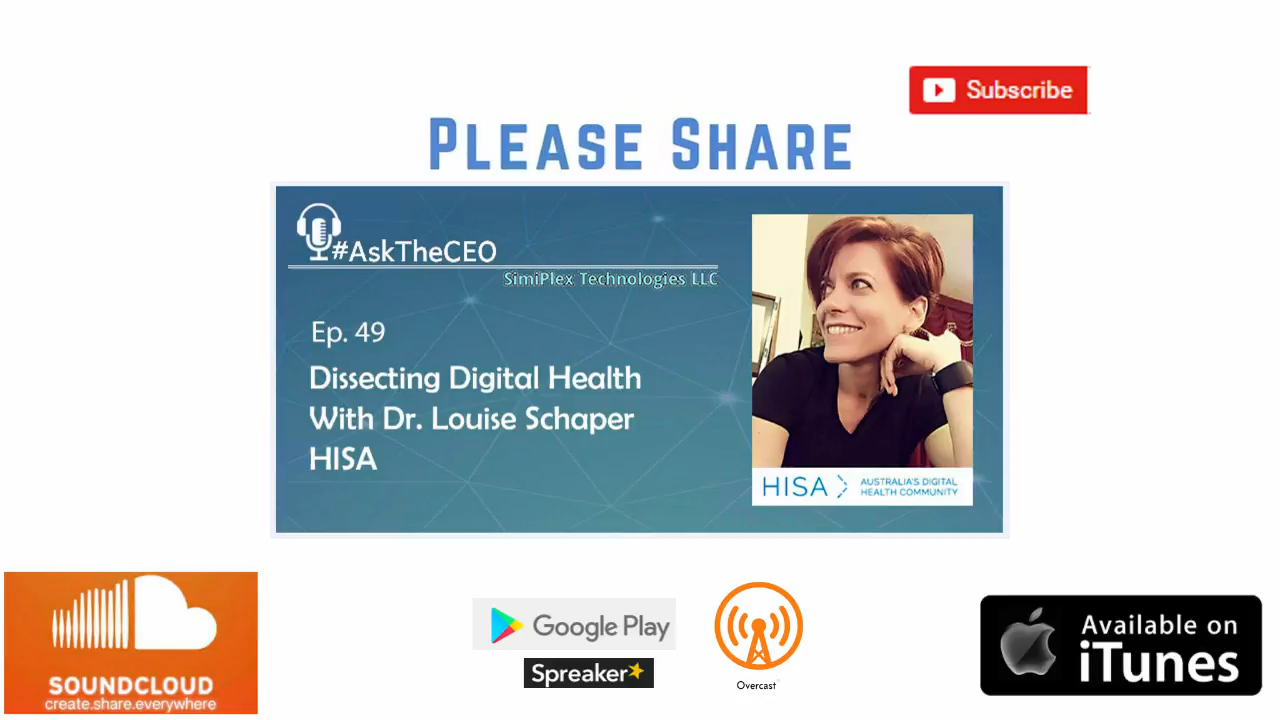 Subscribe
PLEASE SHARE
#AskTheCEO
SimiPlex Technologies LLC
Ep. 49
Dissecting Digital Health
With Dr. Louise Schaper
HISA
HISA
AUSTRALIA'S DIGITAL
HEALTH COMMUNITY
SOUNDCLOUD
create.share.everywhere
Google Play
Spreaker
Overcast
Available on
iTunes